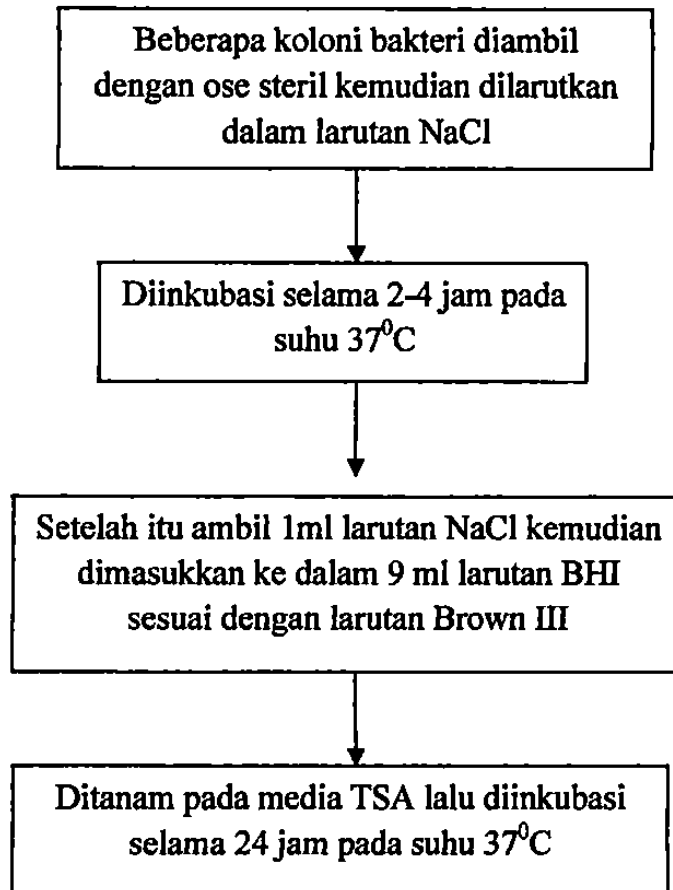 Beberapa koloni bakteri diambil
dengan ose steril kemudian dilarutkan
dalam larutan NaCl
Diinkubasi selama 2-4 jam pada
suhu 37⁰C
Setelah itu ambil 1ml larutan NaCl kemudian
dimasukkan ke dalam 9 ml larutan BHI
sesuai dengan larutan Brown III
Ditanam pada media TSA lalu diinkubasi
selama 24 jam pada suhu 37⁰C